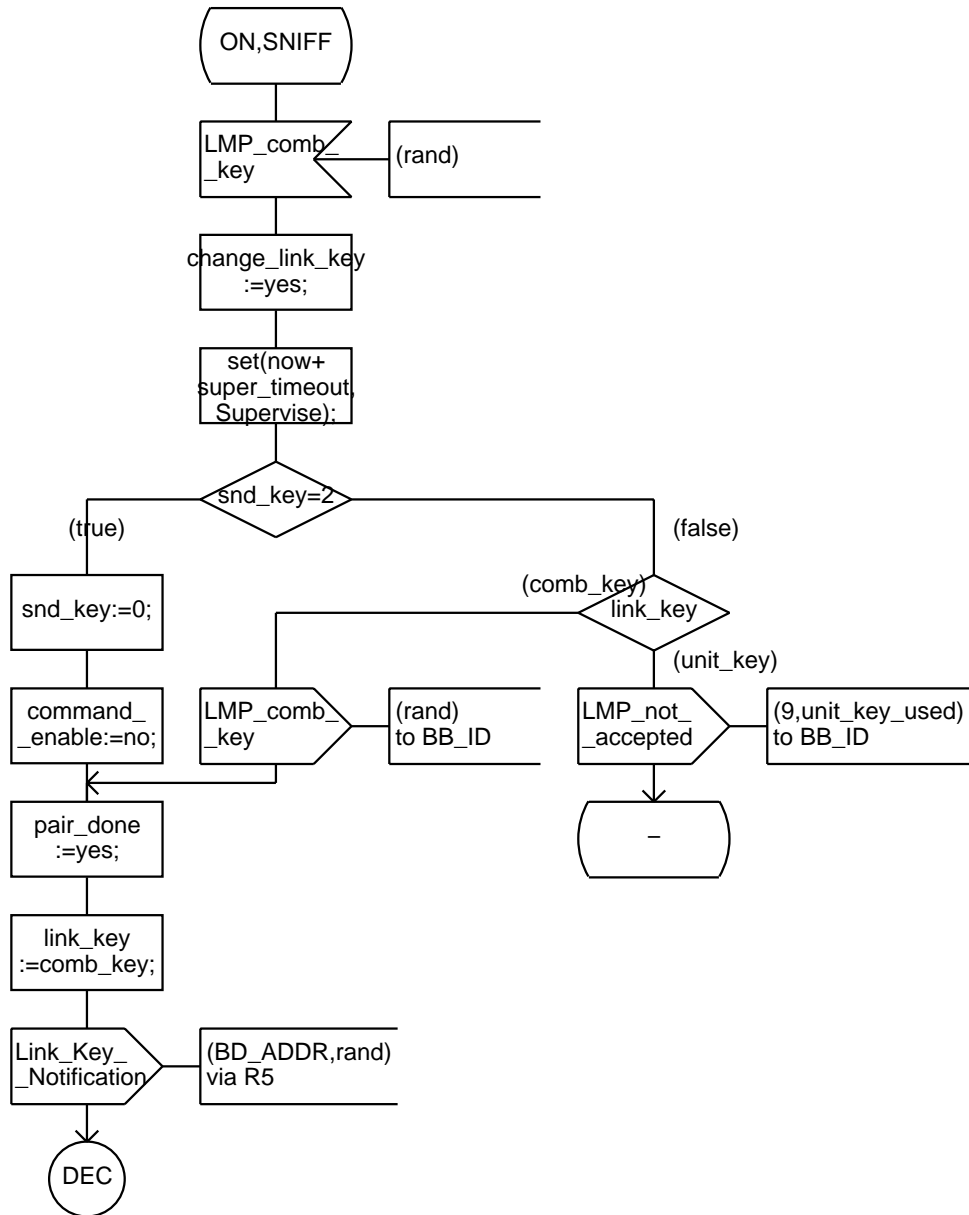 ON,SNIFF
LMP_comb_
_key
(rand)
change_link_key
:=yes;
set(now+
super_timeout,
Supervise);
snd_key=2
(true)
(false)
snd_key:=0;
(comb_key)
link_key
(unit_key)
command_
_enable:=no;
LMP_comb_
_key
(rand)
to BB_ID
LMP_not_
_accepted
(9,unit_key_used)
to BB_ID
pair_done
:=yes;
–
link_key
:=comb_key;
Link_Key_
_Notification
(BD_ADDR,rand)
via R5
DEC